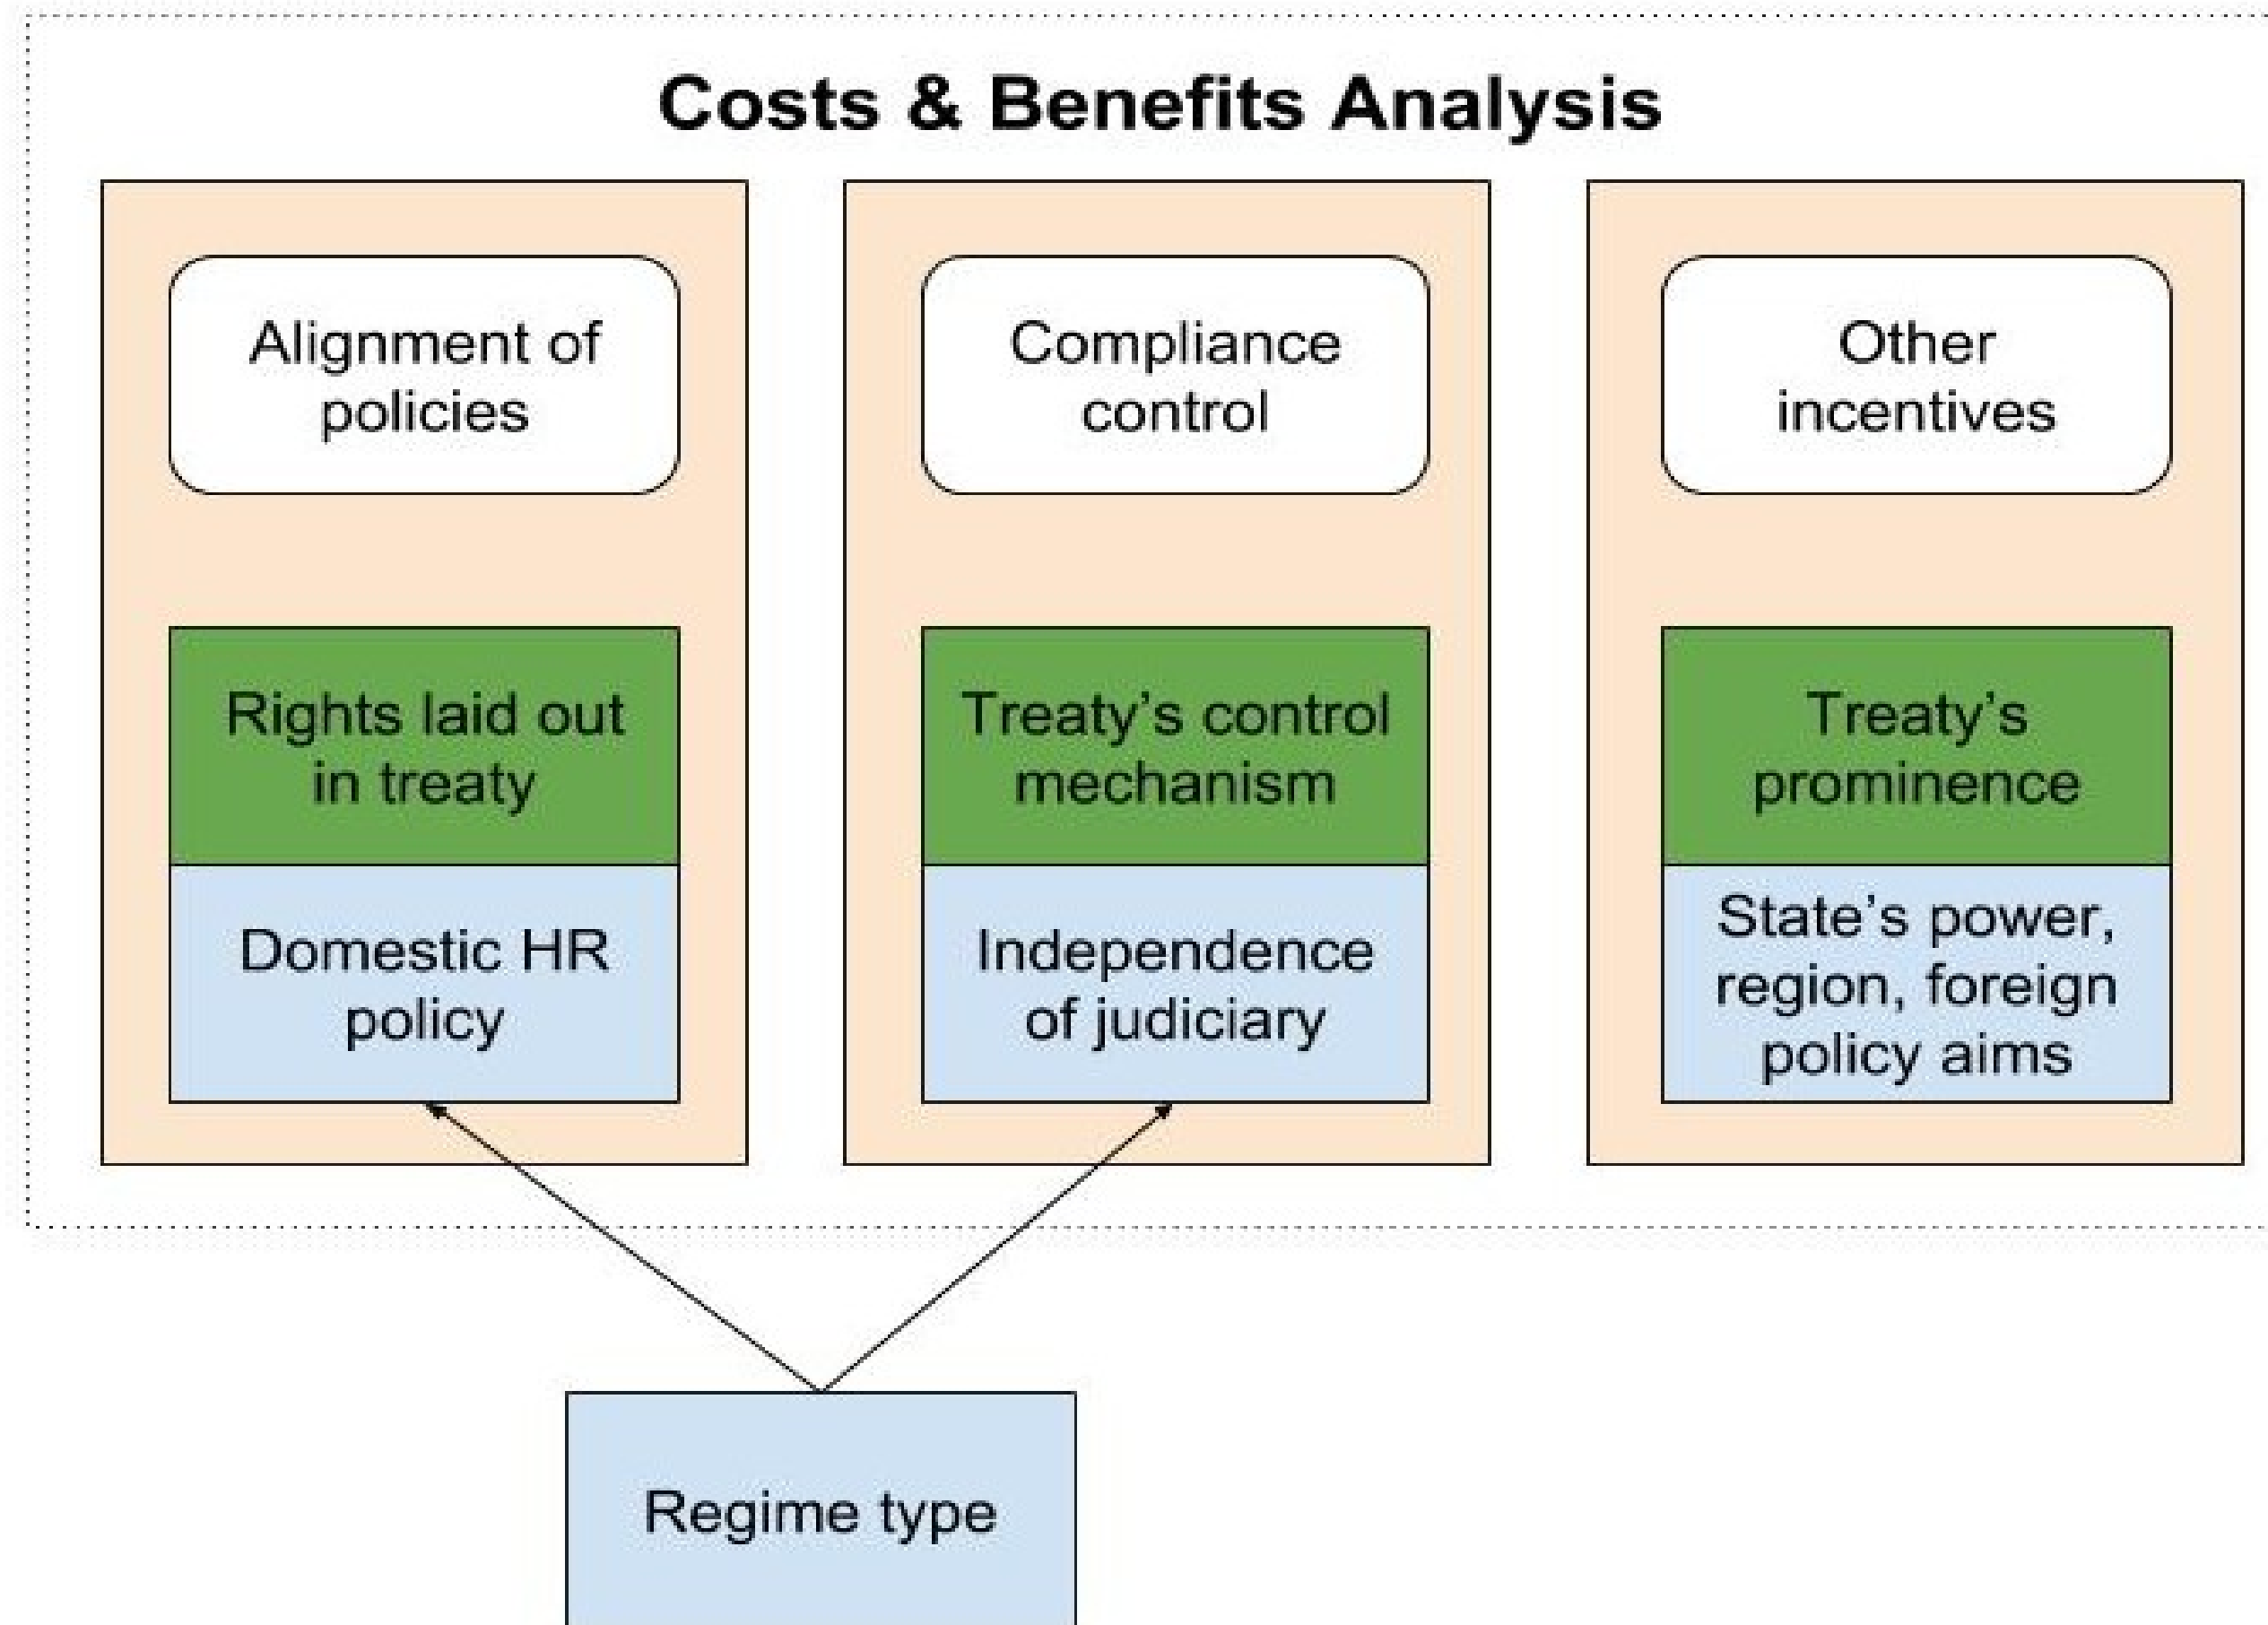 Costs & Benefits Analysis
Alignment of
policies
Compliance
control
Other
incentives
Rights laid out
in treaty
Treaty’s control
mechanism
Treaty’s
prominence
Domestic HR
policy
Independence
of judiciary
State’s power,
region, foreign
policy aims
Regime type